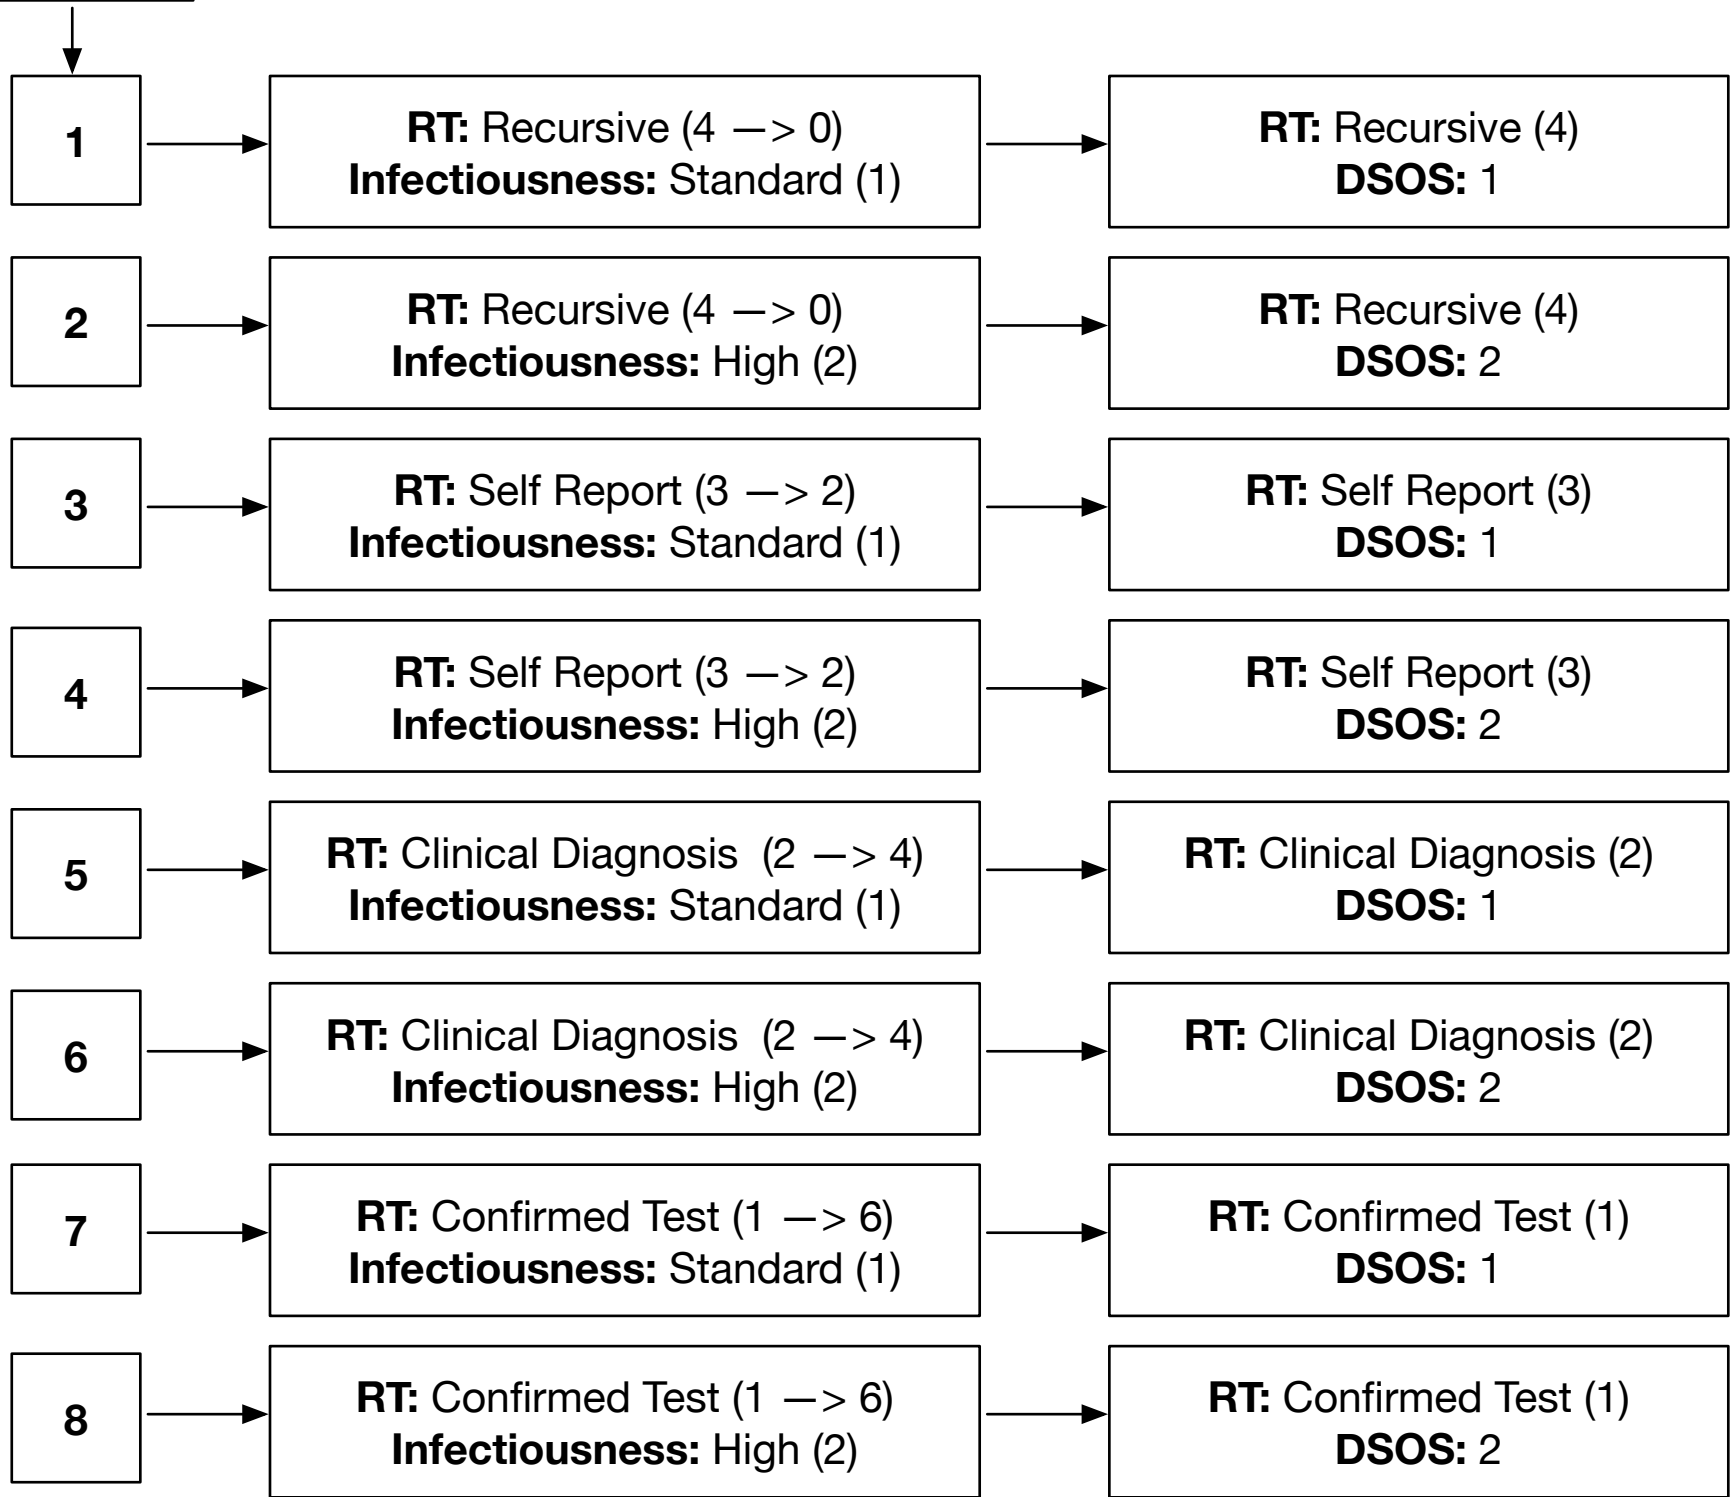 1
RT: Recursive (4 —> 0)
Infectiousness: Standard (1)
RT: Recursive (4)
DSOS: 1
2
RT: Recursive (4 —> 0)
Infectiousness: High (2)
RT: Recursive (4)
DSOS: 2
3
RT: Self Report (3 —> 2)
Infectiousness: Standard (1)
RT: Self Report (3)
DSOS: 1
4
RT: Self Report (3 —> 2)
Infectiousness: High (2)
RT: Self Report (3)
DSOS: 2
5
RT: Clinical Diagnosis  (2 —> 4)
Infectiousness: Standard (1)
RT: Clinical Diagnosis (2)
DSOS: 1
6
RT: Clinical Diagnosis  (2 —> 4)
Infectiousness: High (2)
RT: Clinical Diagnosis (2)
DSOS: 2
7
RT: Confirmed Test (1 —> 6)
Infectiousness: Standard (1)
RT: Confirmed Test (1)
DSOS: 1
8
RT: Confirmed Test (1 —> 6)
Infectiousness: High (2)
RT: Confirmed Test (1)
DSOS: 2